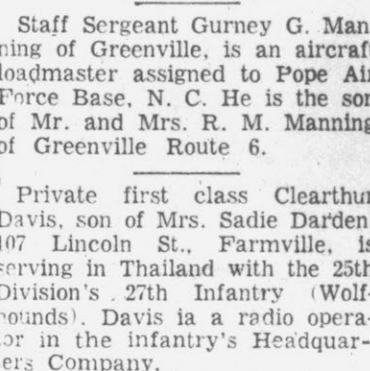 Staff Sergeant Gurney G. Man-
ning of Greenville, is an aircraft
loadmaster assigned to Pope Air
Force Base, N. C. He is the son
of Mr. and Mrs. R. M. Manning
of Greenville Route 6.
Private first class Clearthur
Davis, son of Mrs. Sadie Darden
107 Lincoln St., Farmville, is
serving in Thailand with the 25th
Division's 27th Infantry (Wolf-
hounds). Davis ia a radio opera-
tor in the infantry's Headquar-
ters Company.